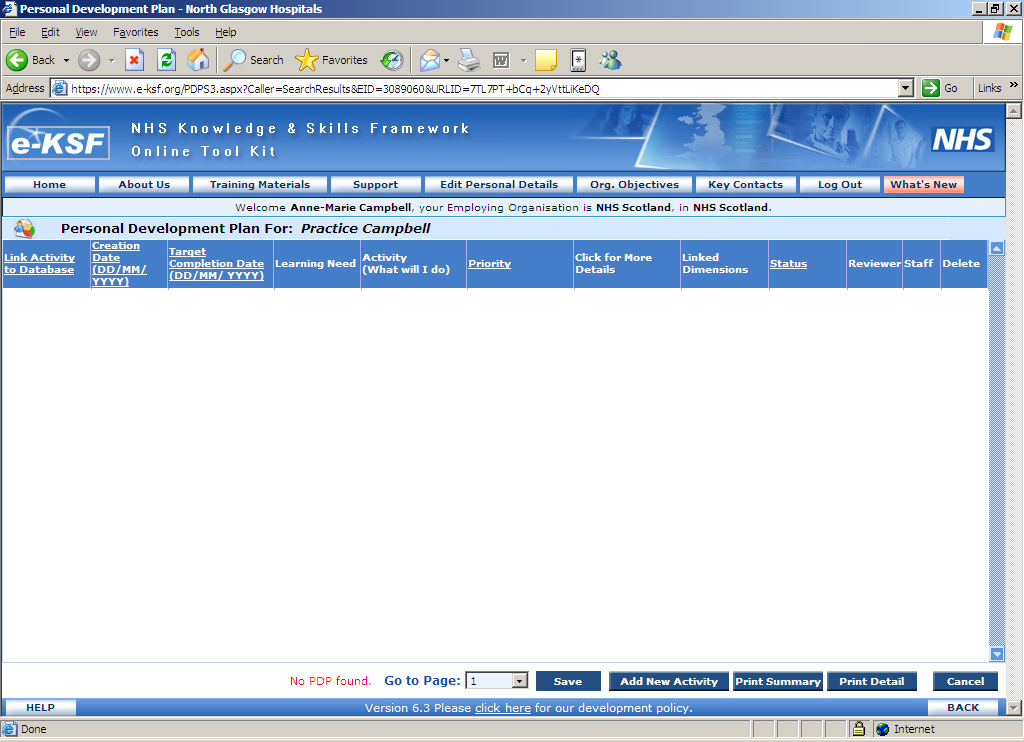 Personal Development Plan - North Glasgow Hospitals
File Edit View Favorites Tools Help
Back Search Favorites
Address https://www.e-ksf.org/PDPS3.aspx?Caller=SearchResults&EID=3089060&URLID=7TL7PT+bCq+2yVttLiKeDQ Go Links »
e-KSF
NHS Knowledge & Skills Framework
Online Tool Kit
NHS
Home About Us Training Materials Support Edit Personal Details Org. Objectives Key Contacts Log Out What's New
Welcome Anne-Marie Campbell, your Employing Organisation is NHS Scotland, in NHS Scotland.
Personal Development Plan For: Practice Campbell
Link Activity
to Database
Creation
Date
(DD/MM/
YYYY)
Target
Completion Date
(DD/MM/ YYYY)
Learning Need
Activity
(What will I do)
Priority
Click for More
Details
Linked
Dimensions
Status
Reviewer
Staff
Delete
No PDP found. Go to Page: 1 Save Add New Activity Print Summary Print Detail Cancel
HELP Version 6.3 Please click here for our development policy. BACK
Done Internet